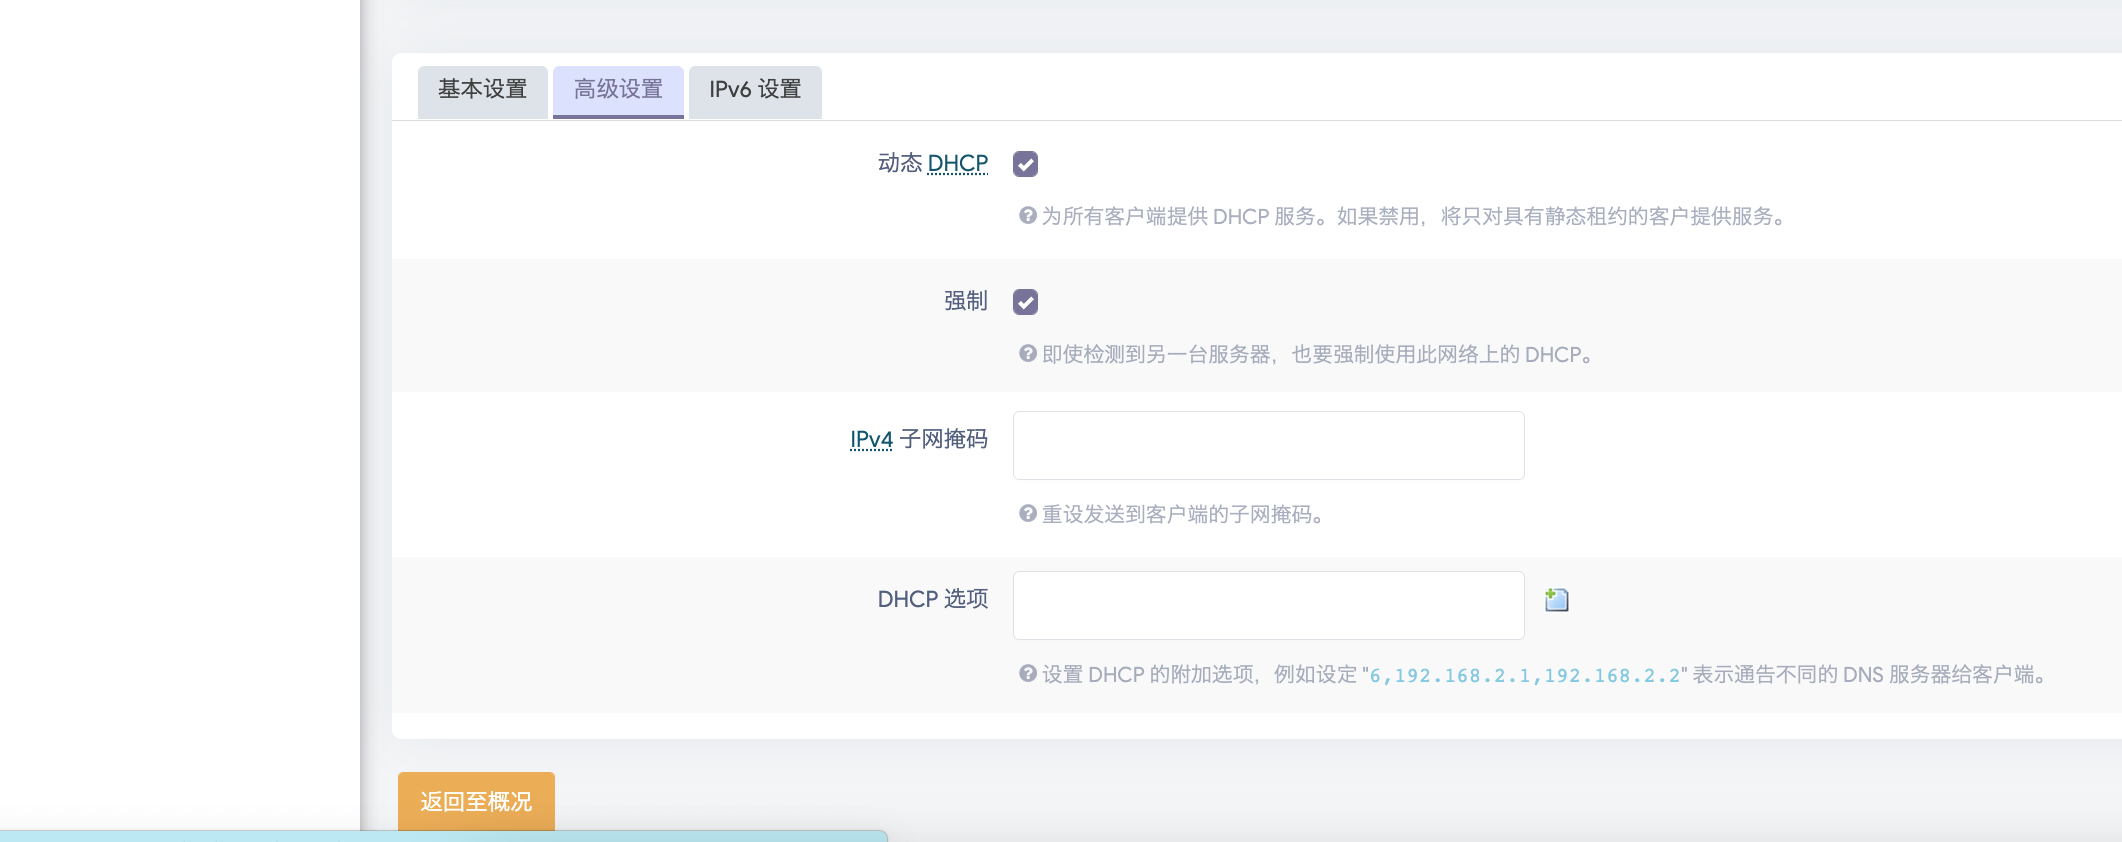 基本设置 高级设置 IPv6 设置
动态 DHCP
为所有客户端提供 DHCP 服务。如果禁用，将只对具有静态租约的客户提供服务。
强制
即使检测到另一台服务器，也要强制使用此网络上的 DHCP。
IPv4 子网掩码
重设发送到客户端的子网掩码。
DHCP 选项
设置 DHCP 的附加选项，例如设定 "6,192.168.2.1,192.168.2.2" 表示通告不同的 DNS 服务器给客户端。
返回至概况